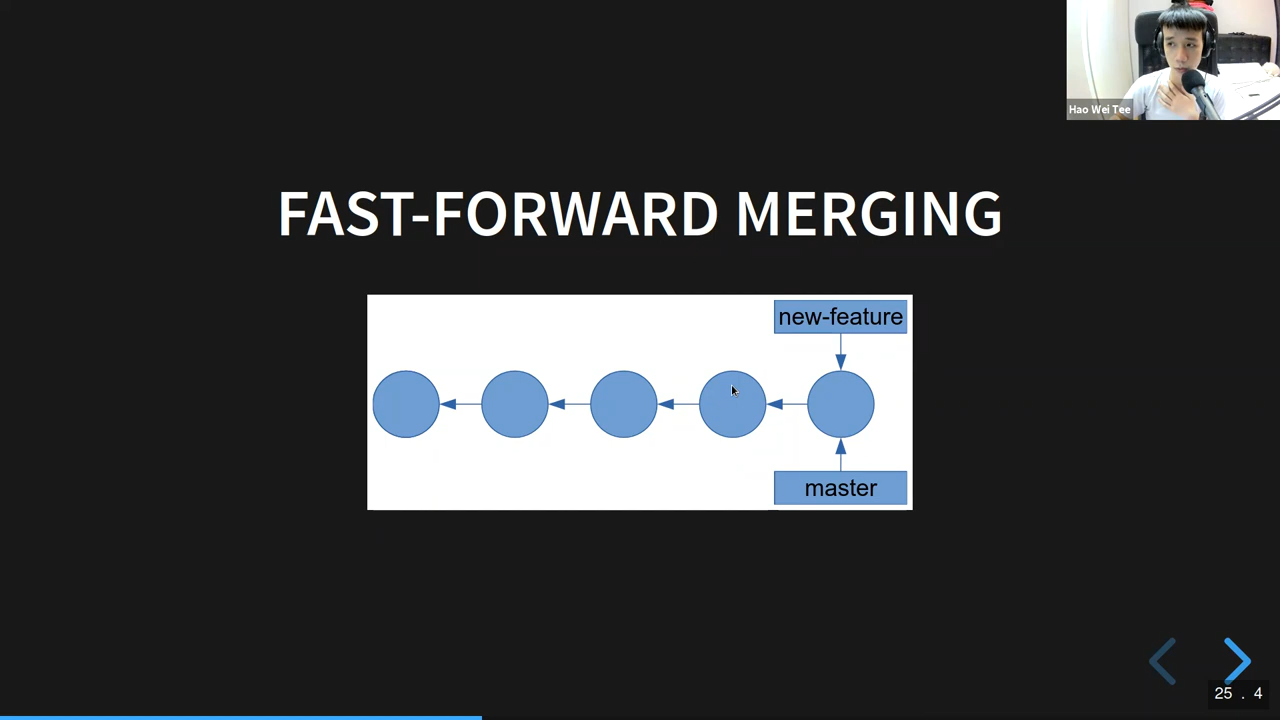 Hao Wei Tee
FAST-FORWARD MERGING
new-feature
master
25 . 4